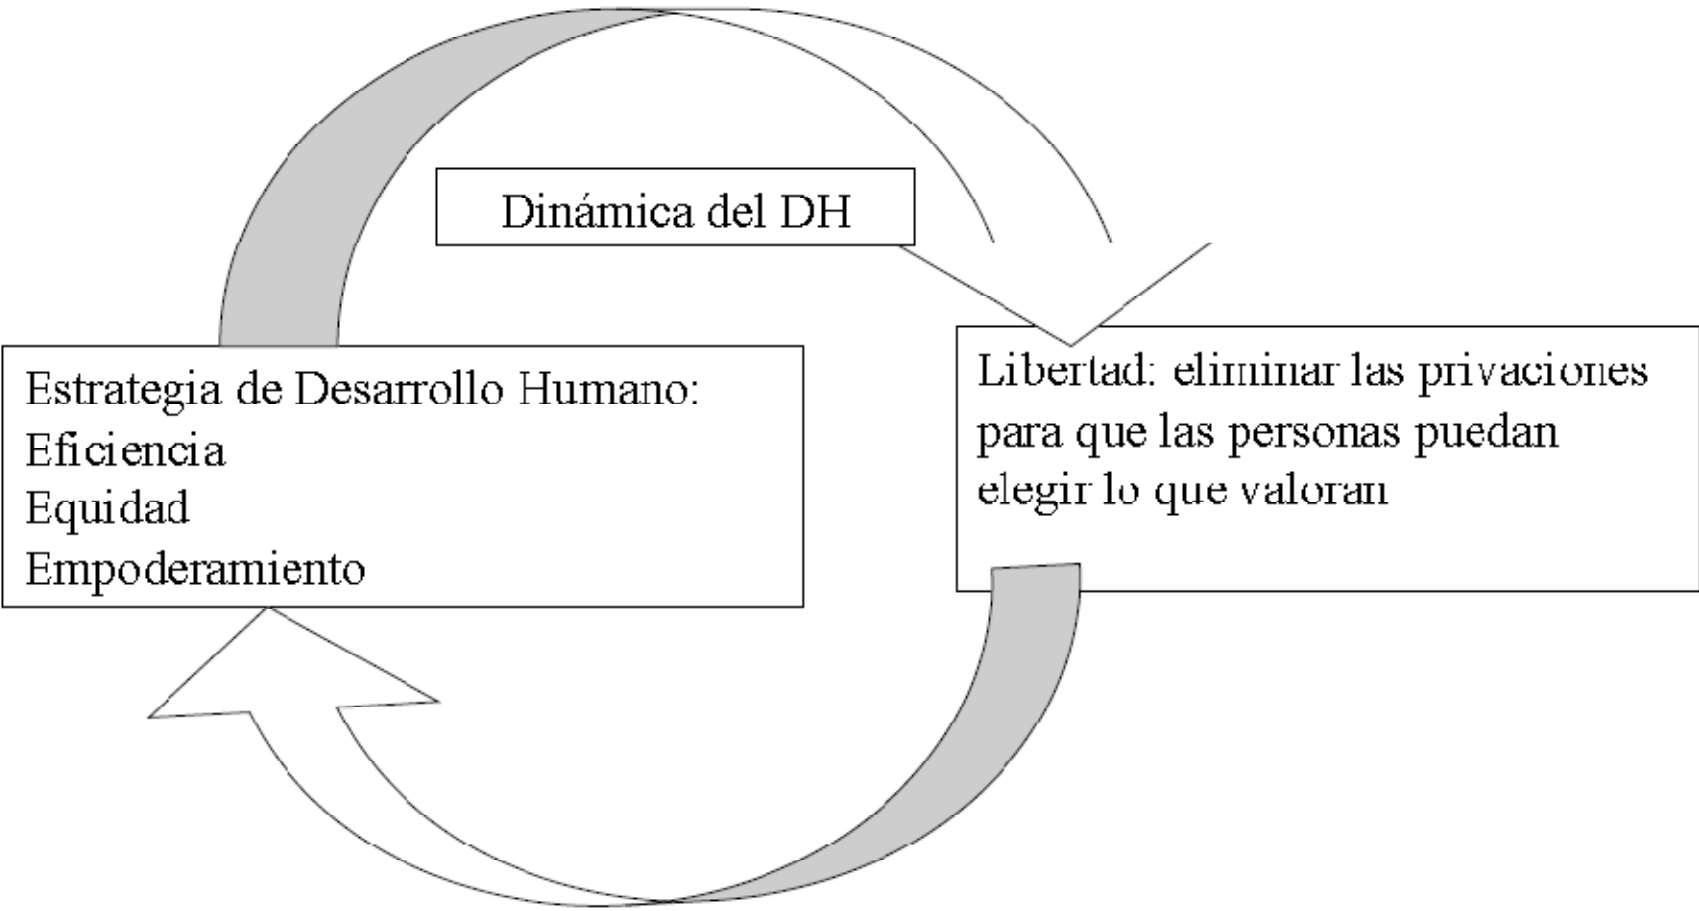 Dinámica del DH
Estrategia de Desarrollo Humano:
Eficiencia
Equidad
Empoderamiento
Libertad: eliminar las privaciones
para que las personas puedan
elegir lo que valoran